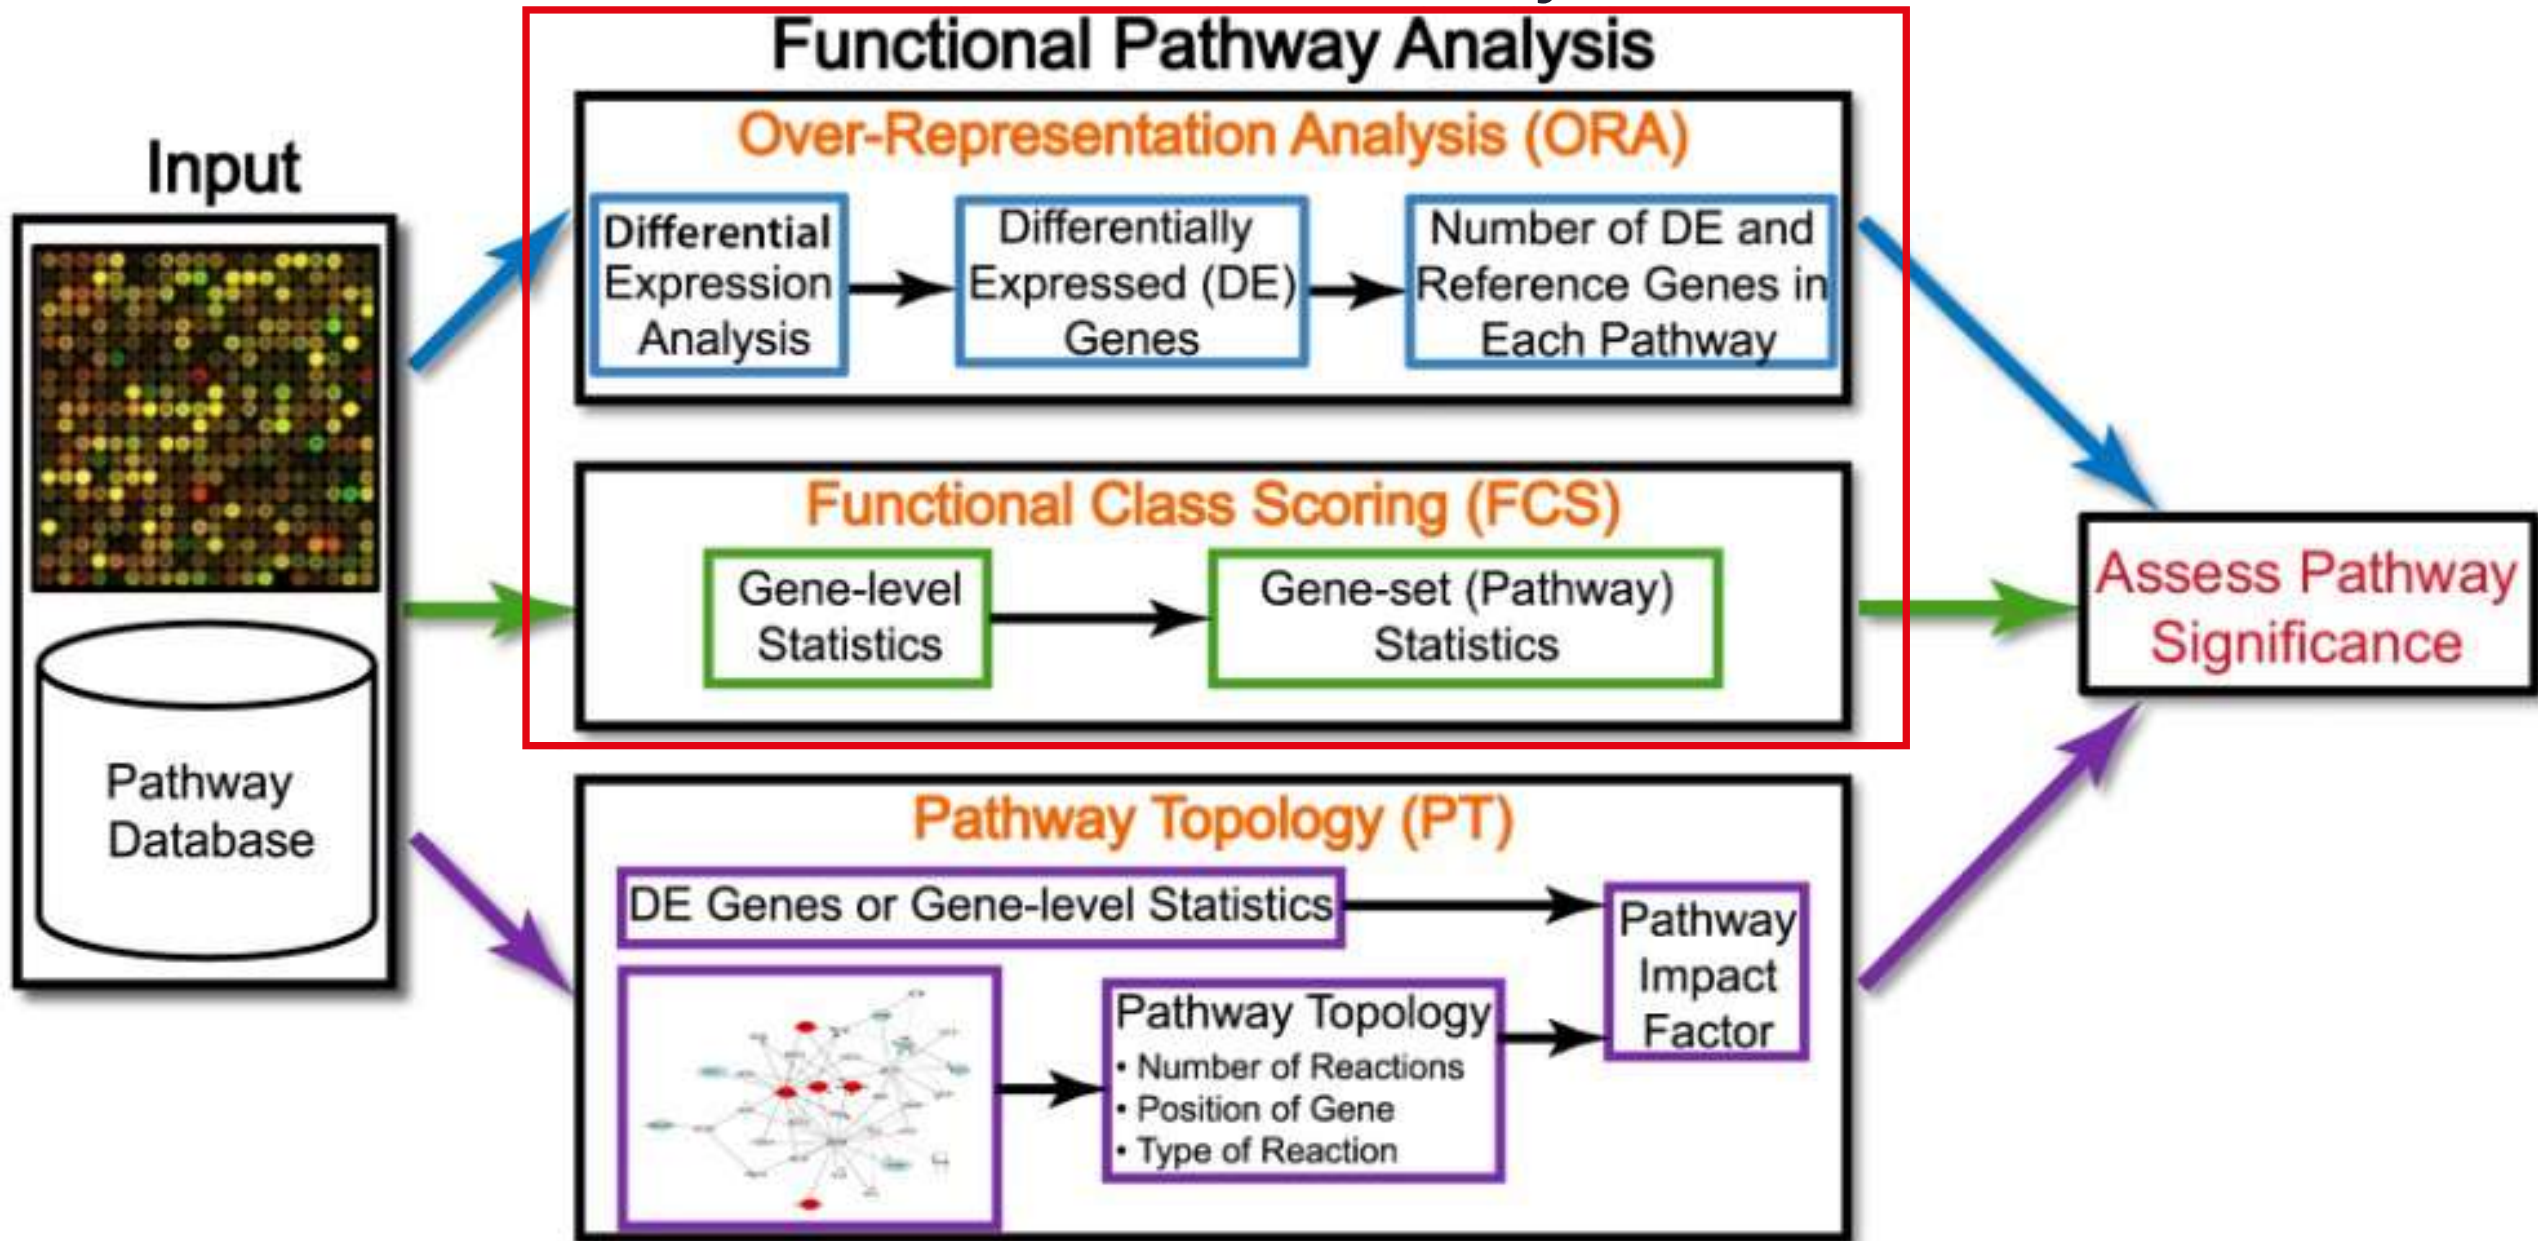 Functional Pathway Analysis
Input
Pathway
Database
Over-Representation Analysis (ORA)
Differential
Expression
Analysis
Differentially
Expressed (DE)
Genes
Number of DE and
Reference Genes in
Each Pathway
Functional Class Scoring (FCS)
Gene-level
Statistics
Gene-set (Pathway)
Statistics
Pathway Topology (PT)
DE Genes or Gene-level Statistics
Pathway Topology
• Number of Reactions
• Position of Gene
• Type of Reaction
Pathway
Impact
Factor
Assess Pathway
Significance